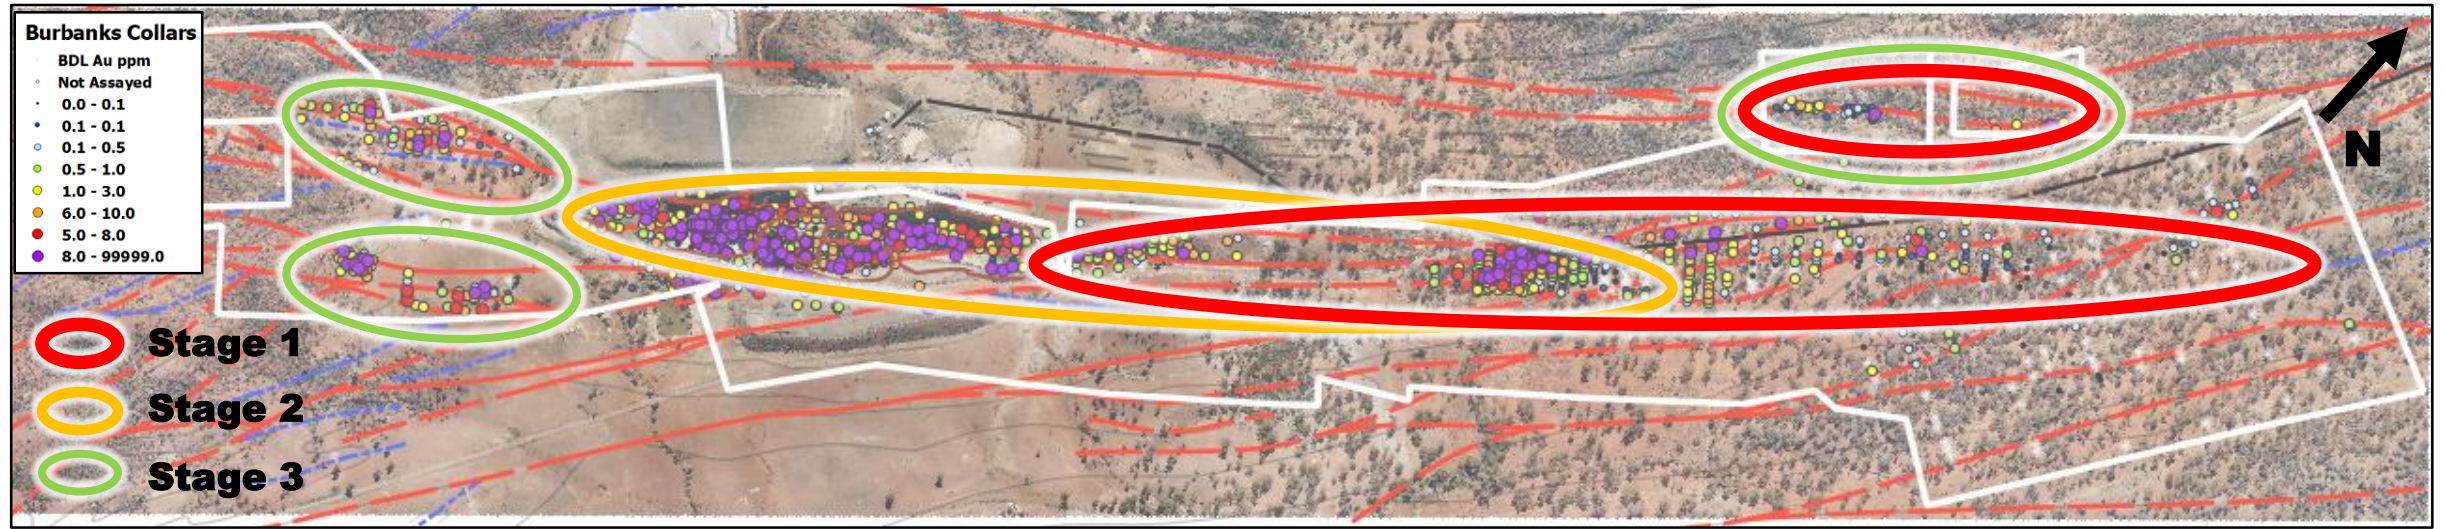 Burbanks Collars
BDL Au ppm
Not Assayed
0.0 - 0.1
0.1 - 0.1
0.1 - 0.5
0.5 - 1.0
1.0 - 3.0
6.0 - 10.0
5.0 - 8.0
8.0 - 99999.0
N
Stage 1
Stage 2
Stage 3